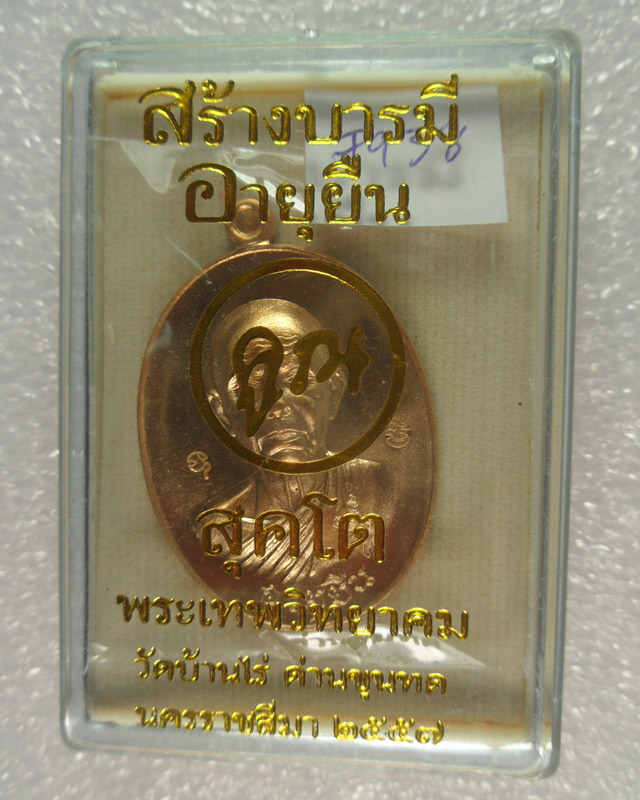 สร้างบารมี
อายุยืน
คูณ
สุคโต
พระเทพวิทยาคม
วัดบ้านไร่ ด่านขุนทด
นครราชสีมา ๒๕๕๗